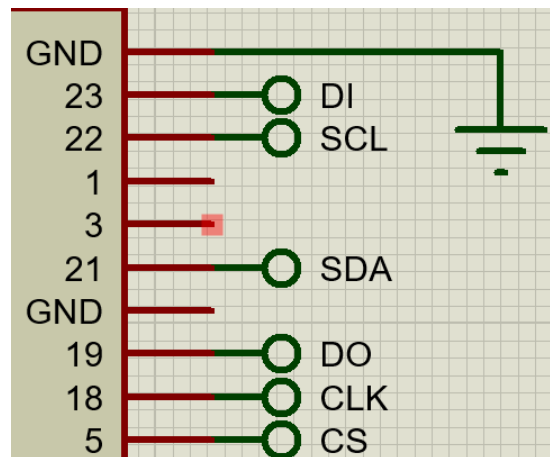 GND
23 DI
22 SCL
1
3
21 SDA
GND
19 DO
18 CLK
5 CS